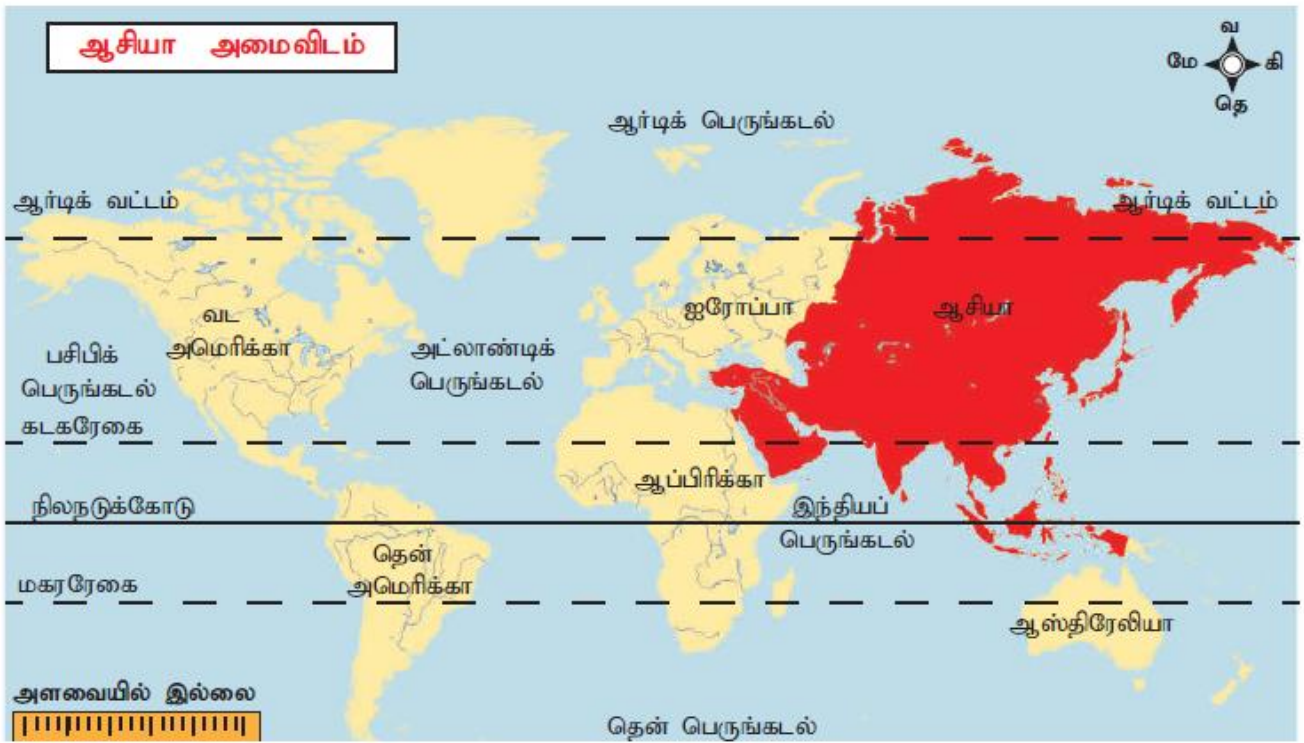 ஆசியா அமைவிடம்
வ
மே
கி
தெ
ஆர்டிக் பெருங்கடல்
ஆர்டிக் வட்டம்
ஆர்டிக் வட்டம்
வட
அமெரிக்கா
ஐரோப்பா
ஆசியா
பசிபிக்
பெருங்கடல்
அட்லாண்டிக்
பெருங்கடல்
கடகரேகை
ஆப்பிரிக்கா
நிலநடுக்கோடு
இந்தியப்
பெருங்கடல்
தென்
அமெரிக்கா
மகரரேகை
ஆஸ்திரேலியா
அளவையில் இல்லை
தென் பெருங்கடல்